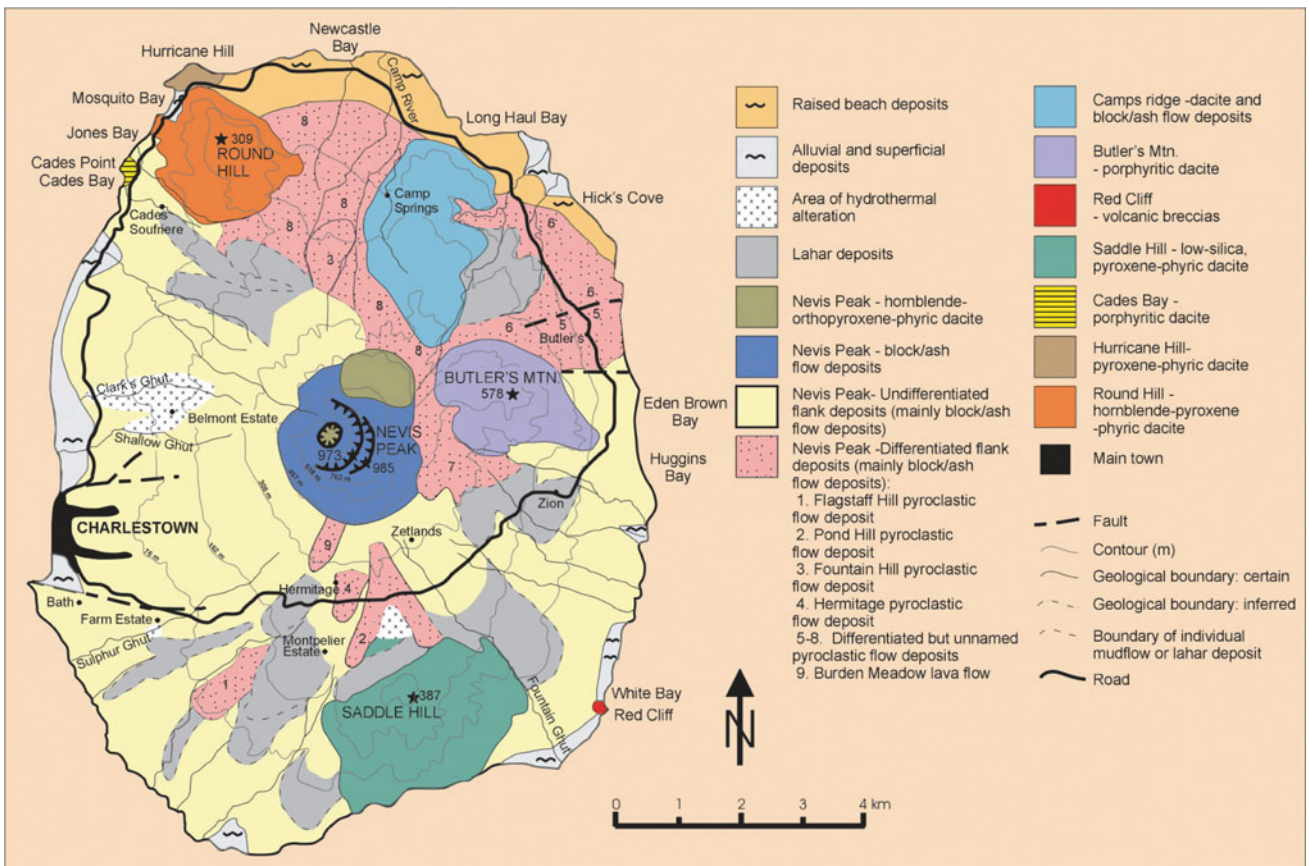 Hurricane Hill
Newcastle
Bay
Camp River
Mosquito Bay
Long Haul Bay
Jones Bay
8
309
ROUND
HILL
Cades Point
Cades Bay
Camp
Springs
Hick's Cove
8
6
Cades
Soufriere
8
3
8
6
6
5
5
Butler's
8
BUTLER'S MTN.
578
Clark's Ghut
Belmont Estate
Eden Brown
Bay
Shallow Ghut
NEVIS
PEAK
973
985
7
Huggins
Bay
Zion
CHARLESTOWN
Zetlands
9
Hermitage
4
Bath
Farm Estate
2
Montpelier
Estate
Sulphur Ghut
1
387
SADDLE HILL
Fountain Ghut
White Bay
Red Cliff
Raised beach deposits
Alluvial and superficial
deposits
Area of hydrothermal
alteration
Lahar deposits
Nevis Peak - hornblende-
orthopyroxene-phyric dacite
Nevis Peak - block/ash
flow deposits
Nevis Peak- Undifferentiated
flank deposits (mainly block/ash
flow deposits)
Nevis Peak -Differentiated flank
deposits (mainly block/ash
flow deposits):
1. Flagstaff Hill pyroclastic
flow deposit
2. Pond Hill pyroclastic
flow deposit
3. Fountain Hill pyroclastic
flow deposit
4. Hermitage pyroclastic
flow deposit
5-8. Differentiated but unnamed
pyroclastic flow deposits
9. Burden Meadow lava flow
Camps ridge -dacite and
block/ash flow deposits
Butler's Mtn.
- porphyritic dacite
Red Cliff
- volcanic breccias
Saddle Hill - low-silica,
pyroxene-phyric dacite
Cades Bay -
porphyritic dacite
Hurricane Hill-
pyroxene-phyric dacite
Round Hill -
hornblende-pyroxene
-phyric dacite
Main town
Fault
Contour (m)
Geological boundary: certain
Geological boundary: inferred
Boundary of individual
mudflow or lahar deposit
Road
N
0 1 2 3 4 km